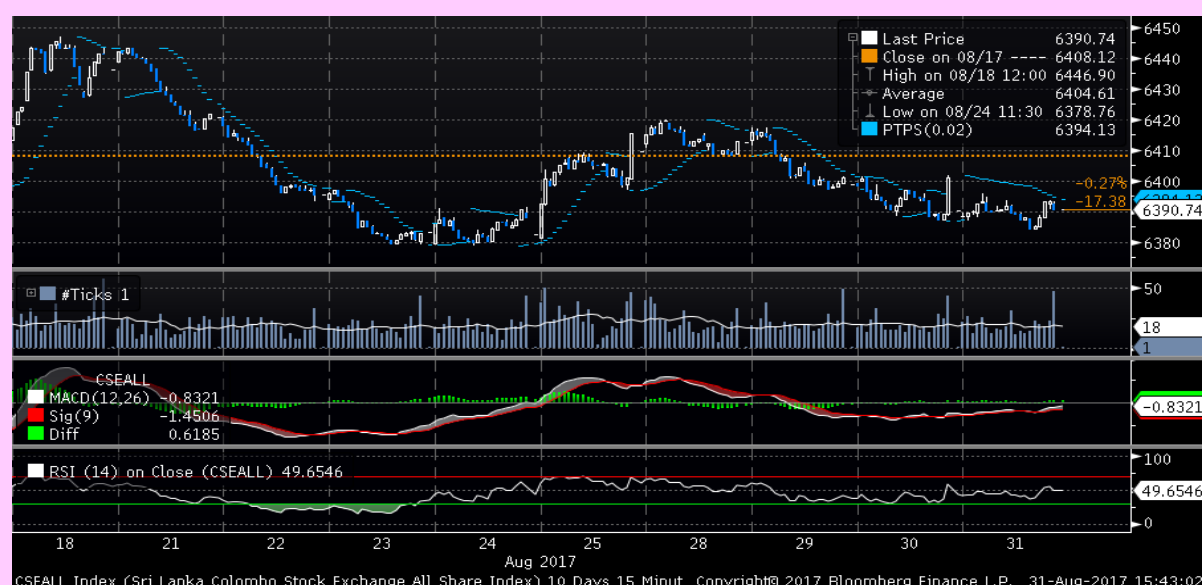 6450
Last Price 6390.74
Close on 08/17 ---- 6408.12
6440
High on 08/18 12:00 6446.90
6430
Average 6404.61
Low on 08/24 11:30 6378.76
6420
PTPS(0.02) 6394.13
6410
-0.27%
6400
-17.38
6390.74
6380
#Ticks 1
50
18
1
CSEALL
MACD(12,26) -0.8321
-0.8321
Sig(9) -1.4506
Diff 0.6185
100
RSI (14) on Close (CSEALL) 49.6546
49.6546
0
18 21 22 23 24 25 28 29 30 31
Aug 2017
CSEALL Index (Sri Lanka Colombo Stock Exchange All Share Index) 10 Days 15 Minut Copyright© 2017 Bloomberg Finance L.P. 31-Aug-2017 15:43:02